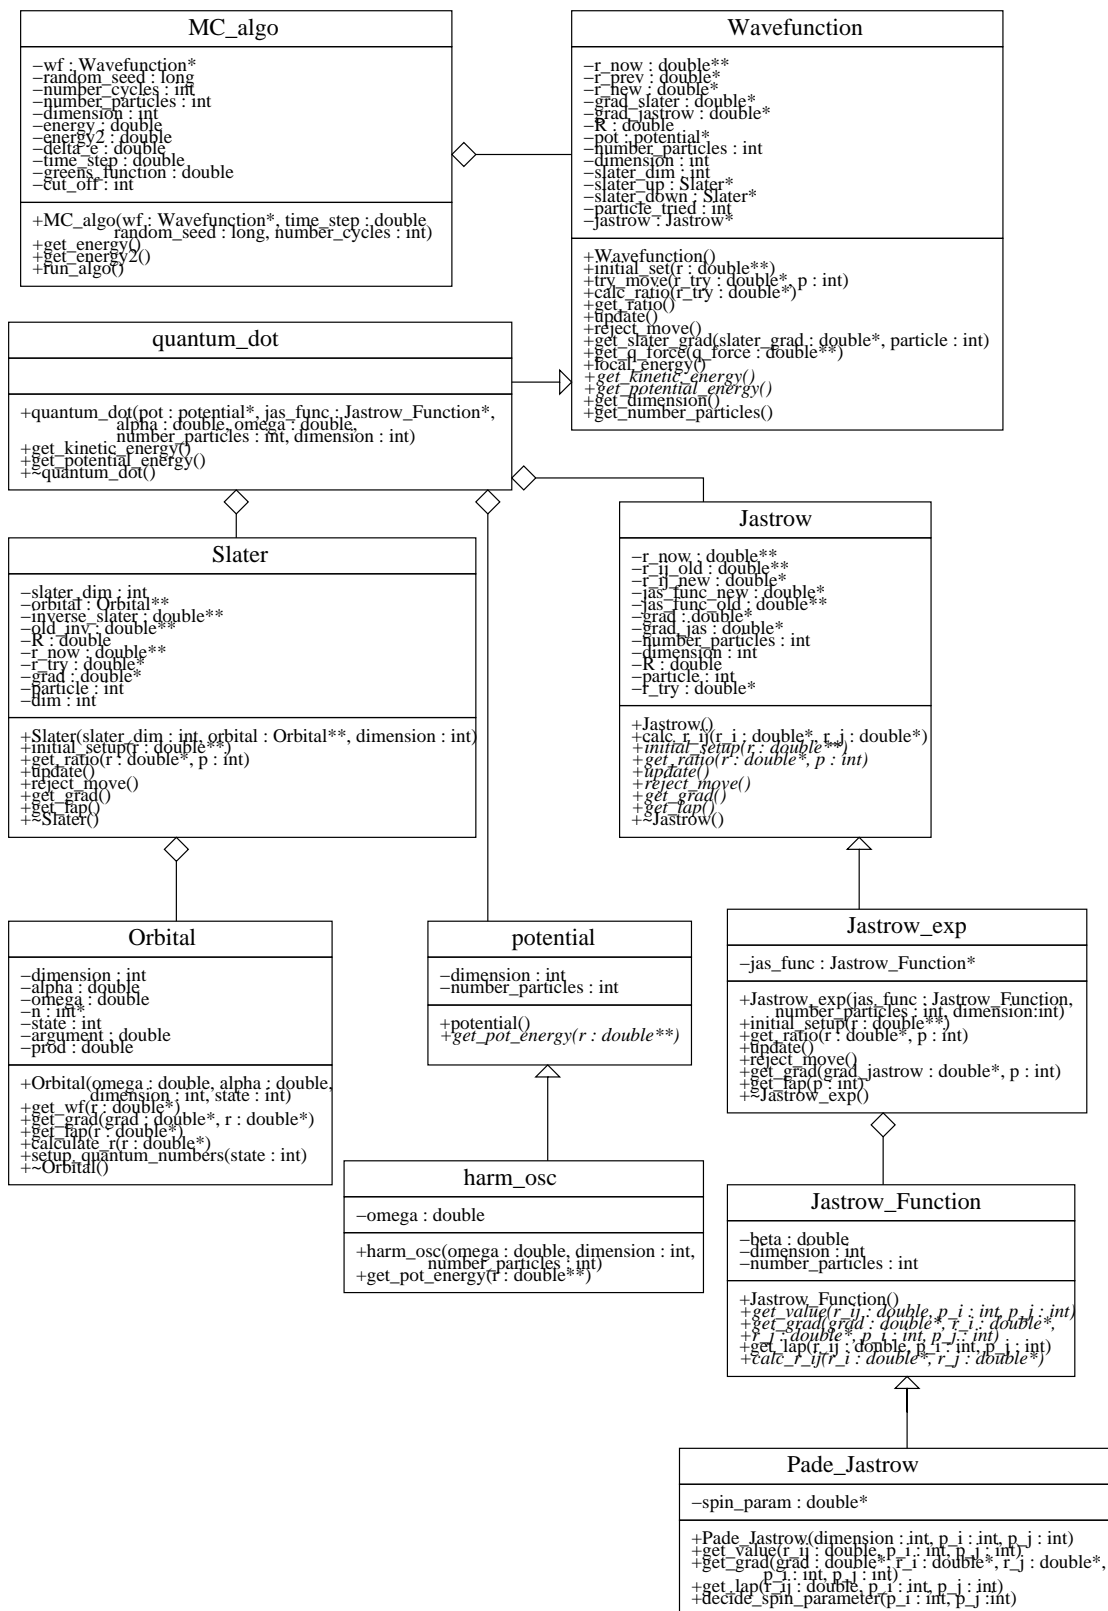 MC_algo
−wf : Wavefunction*
−random_seed : long
−number_cycles : int
−number_particles : int
−dimension : int
−energy : double
−energy2 : double
−delta_e : double
−time_step : double
−greens_function : double
−cut_off : int
+MC_algo(wf : Wavefunction*, time_step : double
random_seed : long, number_cycles : int)
+get_energy()
+get_energy2()
+run_algo()
Wavefunction
−r_now : double**
−r_prev : double*
−r_new : double*
−grad_slater : double*
−grad_jastrow : double*
−R : double
−pot : potential*
−number_particles : int
−dimension : int
−slater_dim : int
−slater_up : Slater*
−slater_down : Slater*
−particle_tried : int
−jastrow : Jastrow*
+Wavefunction()
+initial_set(r : double**)
+try_move(r_try : double*, p : int)
+calc_ratio(r_try : double*)
+get_ratio()
+update()
+reject_move()
+get_slater_grad(slater_grad : double*, particle : int)
+get_q_force(q_force : double**)
+local_energy()
+get_kinetic_energy()
+get_potential_energy()
+get_dimension()
+get_number_particles()
quantum_dot
+quantum_dot(pot : potential*, jas_func : Jastrow_Function*,
alpha : double, omega : double,
number_particles : int, dimension : int)
+get_kinetic_energy()
+get_potential_energy()
+~quantum_dot()
Slater
−slater_dim : int
−orbital : Orbital**
−inverse_slater : double**
−old_inv : double**
−R : double
−r_now : double**
−r_try : double*
−grad : double*
−particle : int
−dim : int
+Slater(slater_dim : int, orbital : Orbital**, dimension : int)
+initial_setup(r : double**)
+get_ratio(r : double*, p : int)
+update()
+reject_move()
+get_grad()
+get_lap()
+~Slater()
Jastrow
−r_now : double**
−r_ij_old : double**
−r_ij_new : double*
−jas_func_new : double*
−jas_func_old : double**
−grad : double*
−grad_jas : double*
−number_particles : int
−dimension : int
−R : double
−particle : int
−r_try : double*
+Jastrow()
+calc_r_ij(r_i : double*, r_j : double*)
+initial_setup(r : double**)
+get_ratio(r : double*, p : int)
+update()
+reject_move()
+get_grad()
+get_lap()
+~Jastrow()
Orbital
−dimension : int
−alpha : double
−omega : double
−n : int*
−state : int
−argument : double
−prod : double
+Orbital(omega : double, alpha : double,
dimension : int, state : int)
+get_wf(r : double*)
+get_grad(grad : double*, r : double*)
+get_lap(r : double*)
+calculate_r(r : double*)
+setup_quantum_numbers(state : int)
+~Orbital()
potential
−dimension : int
−number_particles : int
+potential()
+get_pot_energy(r : double**)
Jastrow_exp
−jas_func : Jastrow_Function*
+Jastrow_exp(jas_func : Jastrow_Function,
number_particles : int, dimension:int)
+initial_setup(r : double**)
+get_ratio(r : double*, p : int)
+update()
+reject_move()
+get_grad(grad_jastrow : double*, p : int)
+get_lap(p : int)
+~Jastrow_exp()
harm_osc
−omega : double
+harm_osc(omega : double, dimension : int,
number_particles : int)
+get_pot_energy(r : double**)
Jastrow_Function
−beta : double
−dimension : int
−number_particles : int
+Jastrow_Function()
+get_value(r_ij : double, p_i : int, p_j : int)
+get_grad(grad : double*, r_i : double*,
+r_j : double*, p_i : int, p_j : int)
+get_lap(r_ij : double, p_i : int, p_j : int)
+calc_r_ij(r_i : double*, r_j : double*)
Pade_Jastrow
−spin_param : double*
+Pade_Jastrow(dimension : int, p_i : int, p_j : int)
+get_value(r_ij : double, p_i : int, p_j : int)
+get_grad(grad : double*, r_i : double*, r_j : double*,
p_i : int, p_j : int)
+get_lap(r_ij : double, p_i : int, p_j : int)
+decide_spin_parameter(p_i : int, p_j :int)